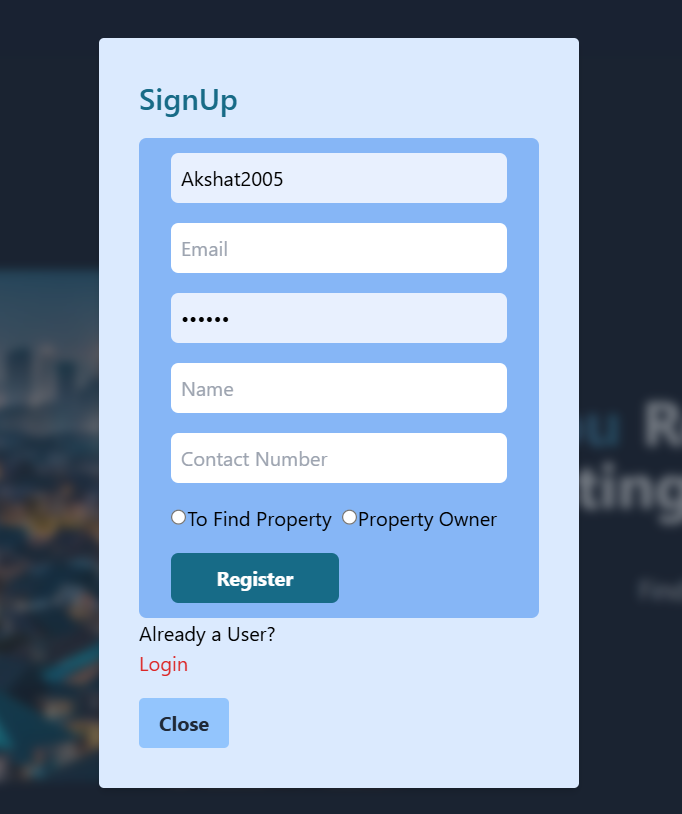 SignUp
Akshat2005
Email
••••••
Name
Contact Number
To Find Property Property Owner
Register
Already a User?
Login
Close